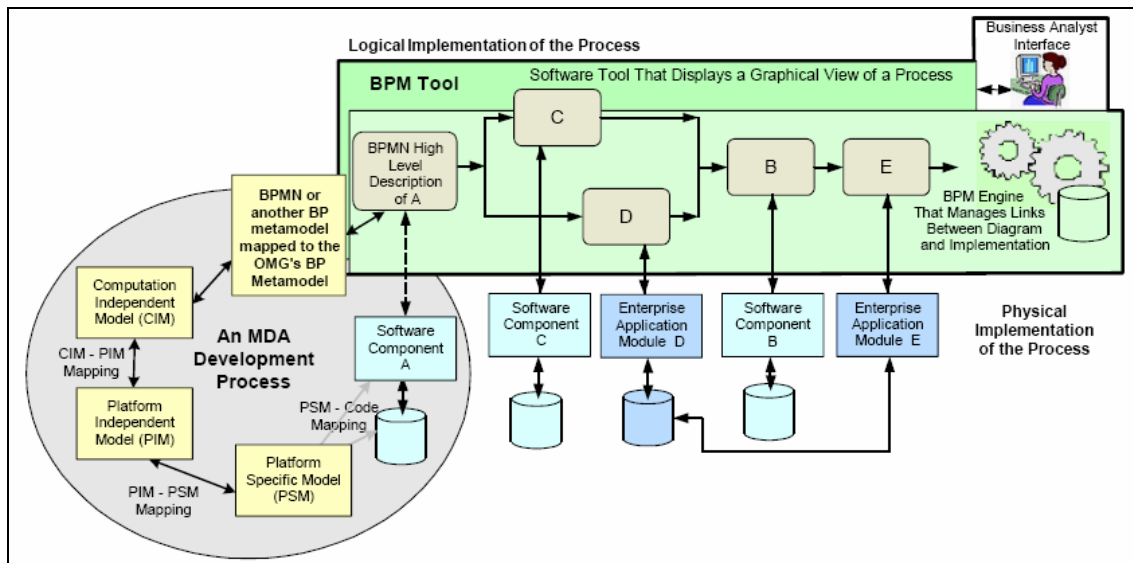 Logical Implementation of the Process
Business Analyst
Interface
BPM Tool
Software Tool That Displays a Graphical View of a Process
C
BPMN High
Level
Description
of A
D
B
E
BPM Engine
That Manages Links
Between Diagram
and Implementation
BPMN or
another BP
metamodel
mapped to the
OMG's BP
Metamodel
Computation
Independent
Model (CIM)
An MDA
Development
Process
CIM - PIM
Mapping
Platform
Independent
Model (PIM)
PIM - PSM
Mapping
Platform
Specific Model
(PSM)
PSM - Code
Mapping
Software
Component
A
Software
Component
C
Enterprise
Application
Module D
Software
Component
B
Enterprise
Application
Module E
Physical
Implementation
of the Process